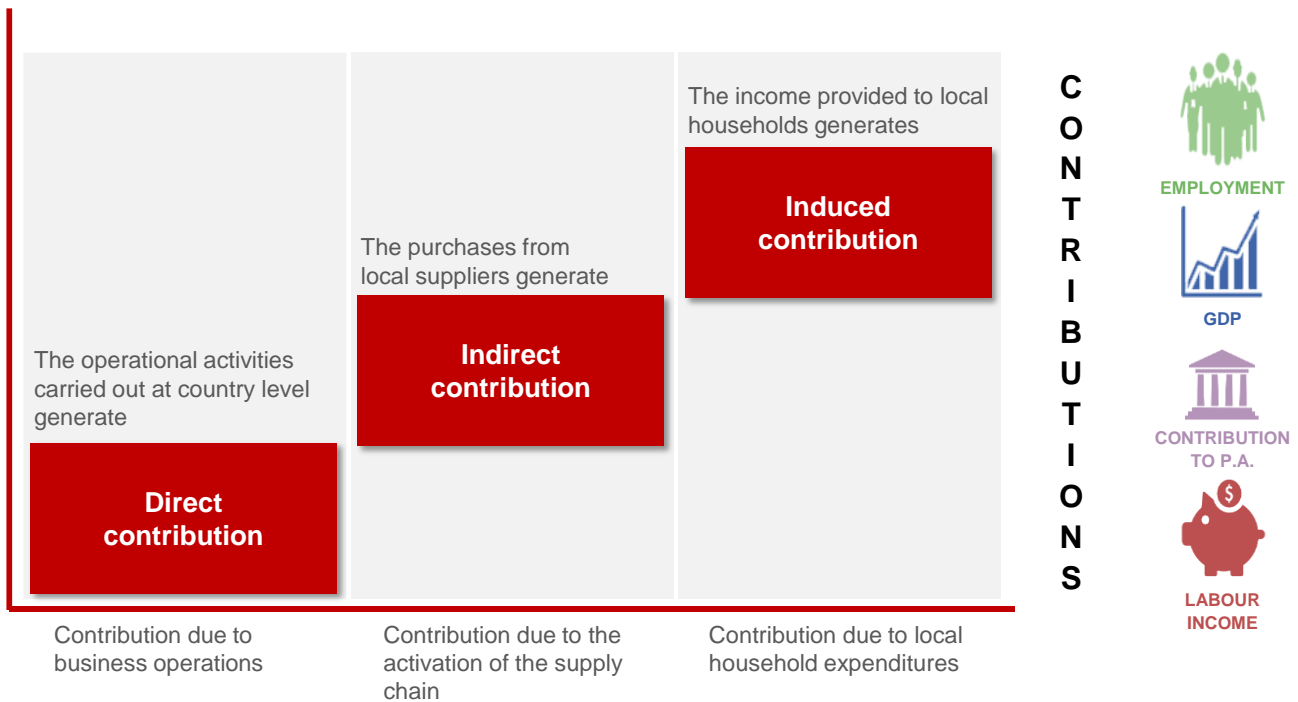 The operational activities
carried out at country level
generate
Direct
contribution
Contribution due to
business operations
The purchases from
local suppliers generate
Indirect
contribution
Contribution due to the
activation of the supply
chain
The income provided to local
households generates
Induced
contribution
Contribution due to local
household expenditures
C
O
N
T
R
I
B
U
T
I
O
N
S
EMPLOYMENT
GDP
CONTRIBUTION
TO P.A.
$
LABOUR
INCOME